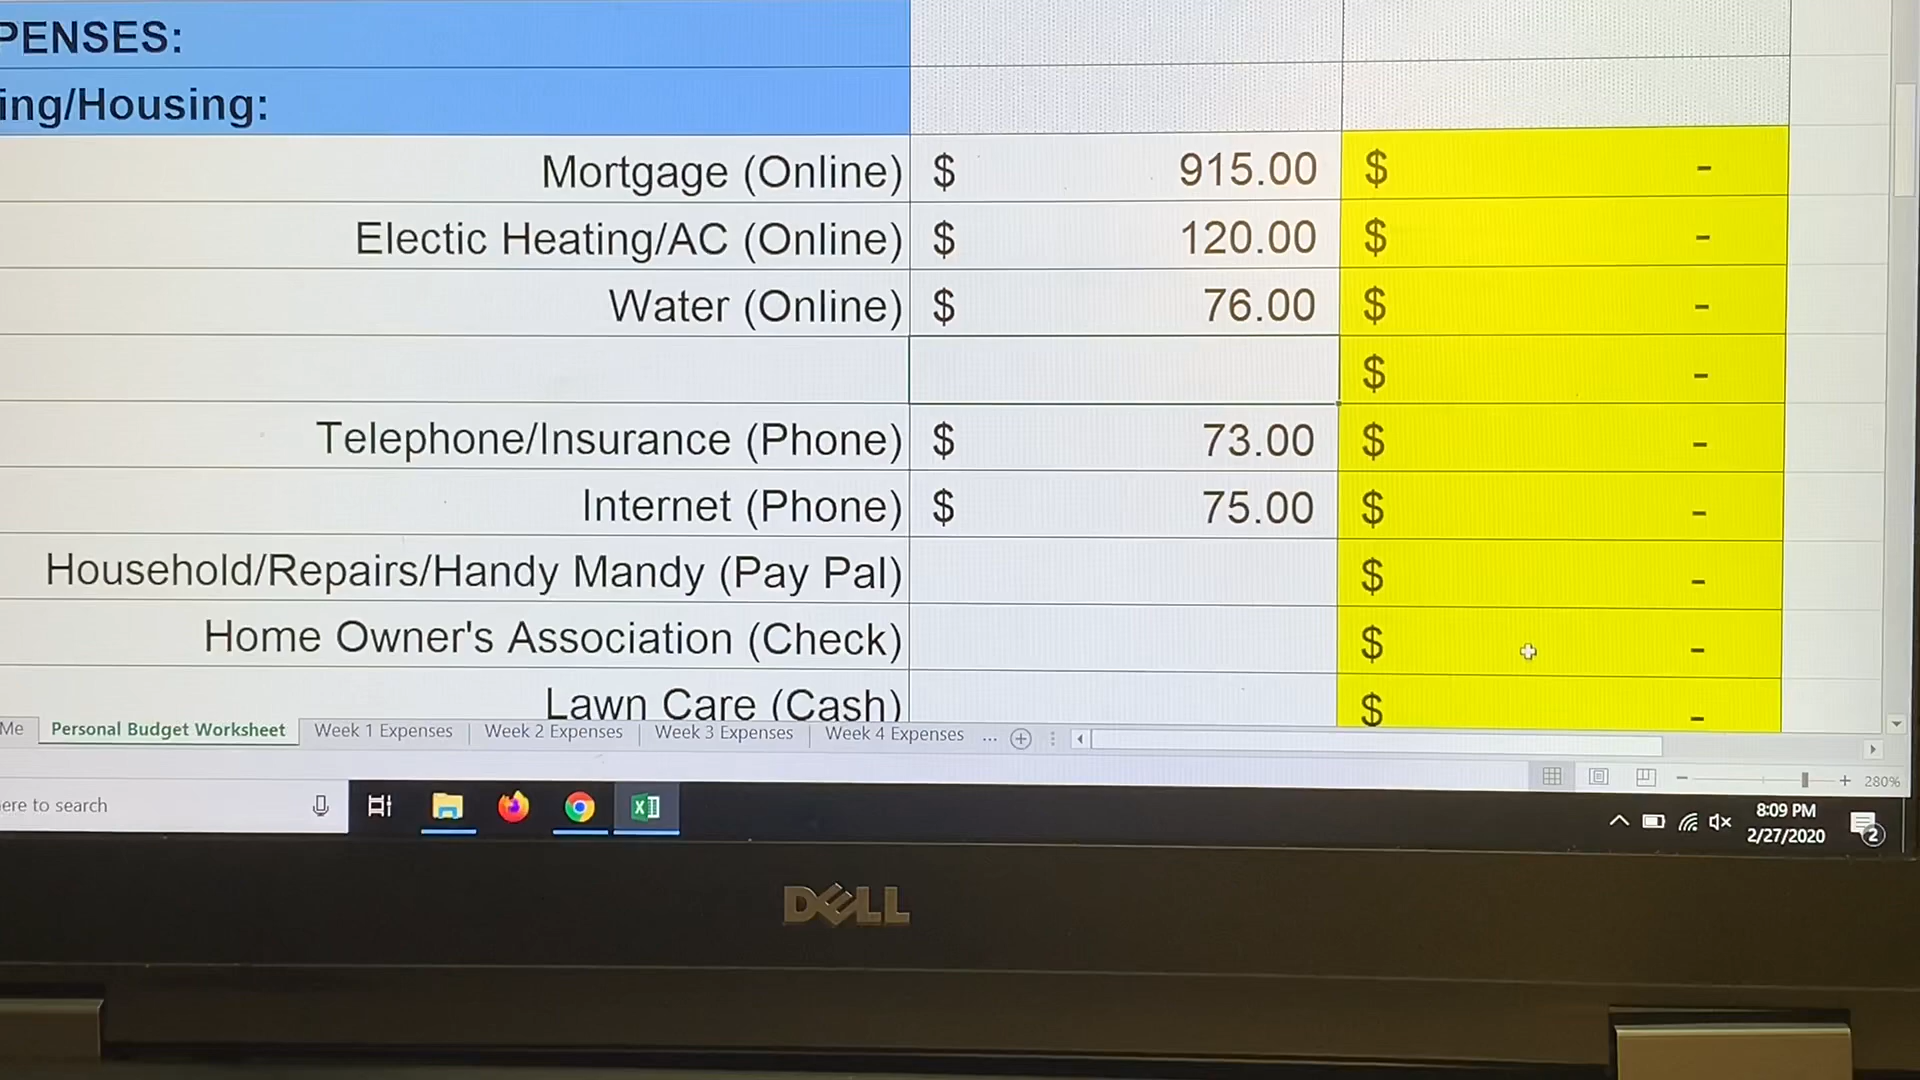 PENSES:
ing/Housing:
Mortgage (Online) $ 915.00 $ -
Electic Heating/AC (Online) $ 120.00 $ -
Water (Online) $ 76.00 $ -
$ -
Telephone/Insurance (Phone) $ 73.00 $ -
Internet (Phone) $ 75.00 $ -
Household/Repairs/Handy Mandy (Pay Pal) $ -
Home Owner's Association (Check) $ -
Lawn Care (Cash) $ -
Me Personal Budget Worksheet Week 1 Expenses Week 2 Expenses Week 3 Expenses Week 4 Expenses ...
280%
ere to search
8:09 PM
2/27/2020
2
DELL